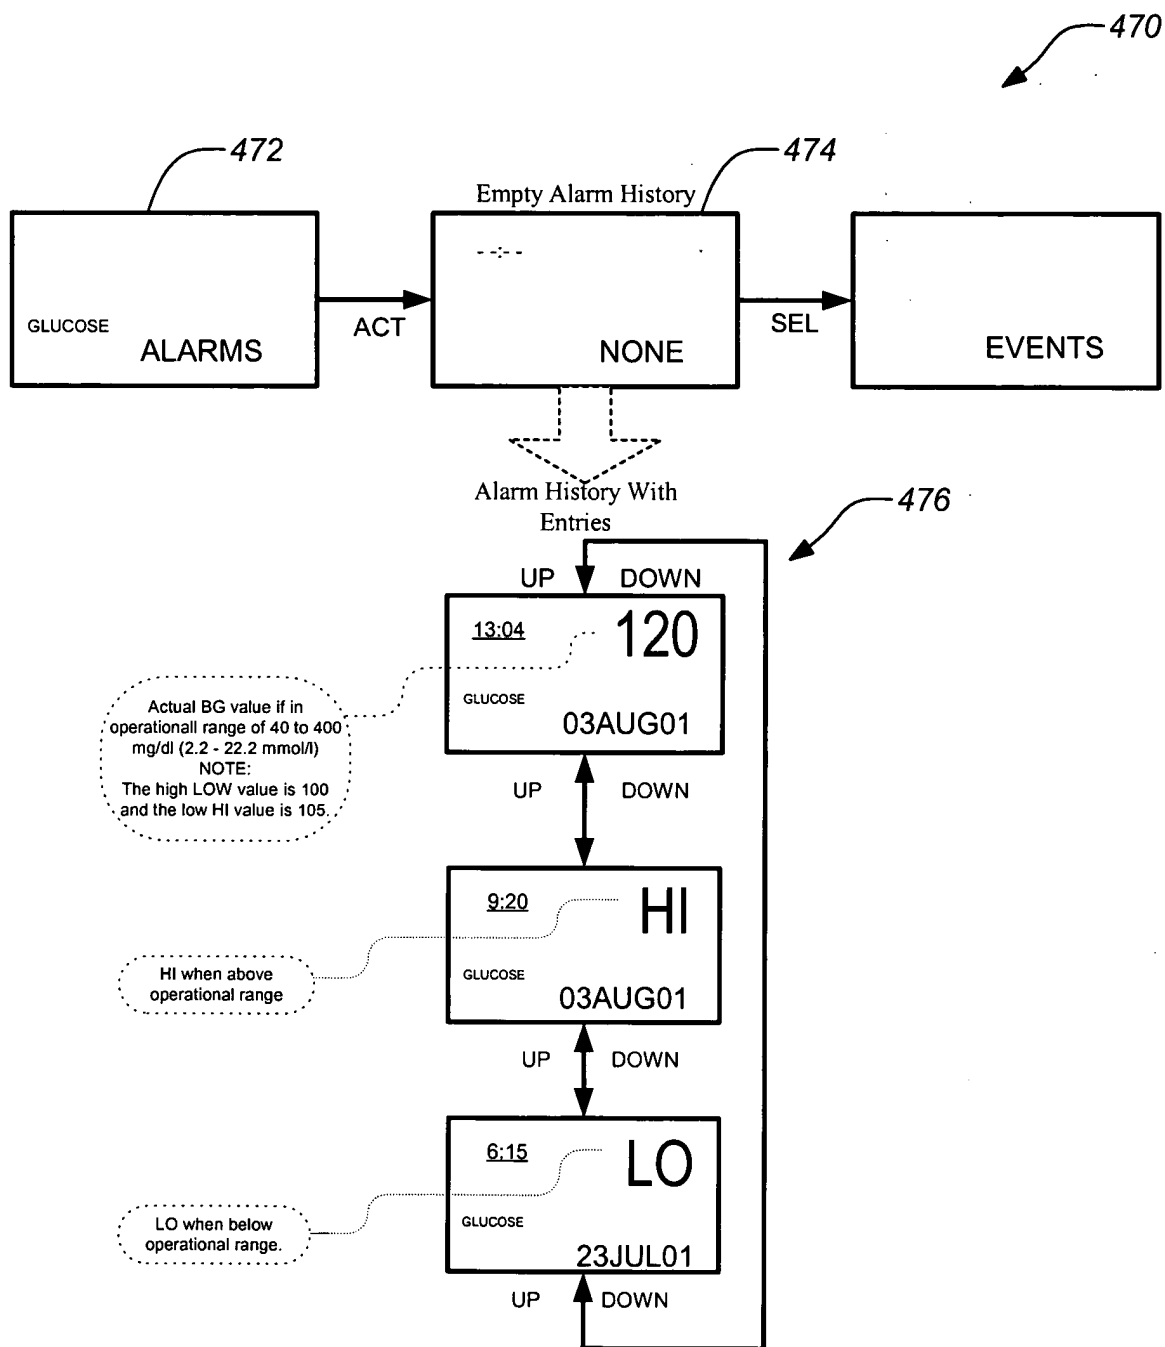 470
472
474
Empty Alarm History
--:--
GLUCOSE
ALARMS
ACT
NONE
SEL
EVENTS
Alarm History With
Entries
476
UP DOWN
13:04
120
GLUCOSE
03AUG01
Actual BG value if in
operationall range of 40 to 400
mg/dl (2.2 - 22.2 mmol/l)
NOTE:
The high LOW value is 100
and the low HI value is 105.
UP DOWN
9:20
HI
GLUCOSE
03AUG01
HI when above
operational range
UP DOWN
6:15
LO
GLUCOSE
23JUL01
LO when below
operational range.
UP DOWN